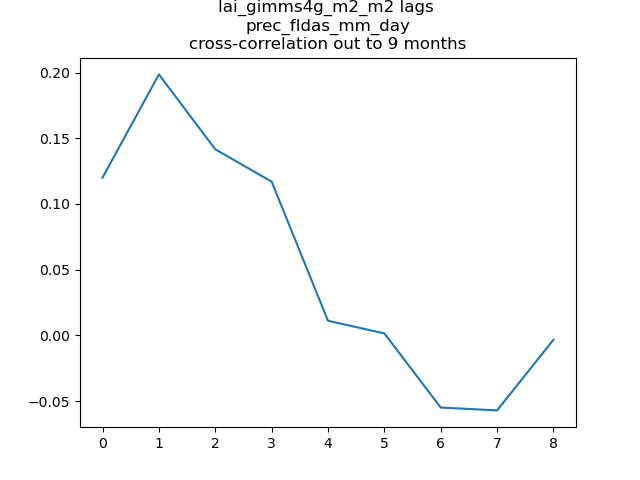 lai_gimms4g_m2_m2 lags
prec_fldas_mm_day
cross-correlation out to 9 months
0.20
0.15
0.10
0.05
0.00
−0.05
0 1 2 3 4 5 6 7 8